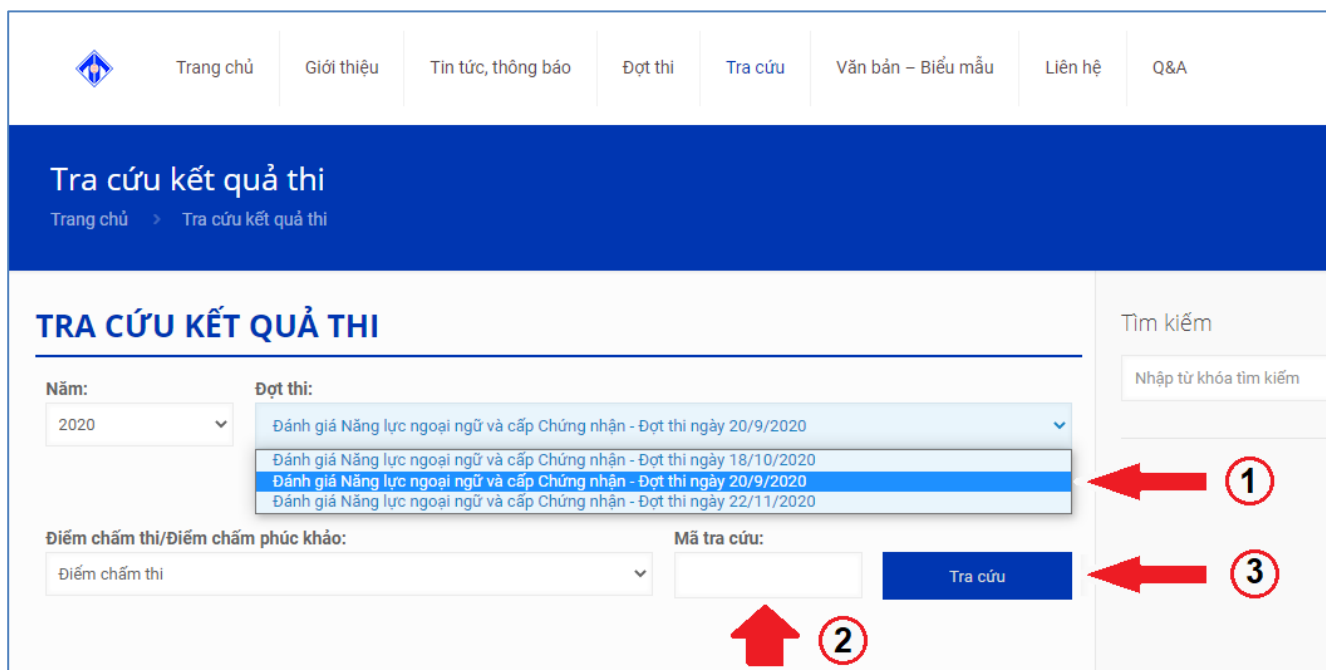 Trang chủ Giới thiệu Tin tức, thông báo Đợt thi Tra cứu Văn bản – Biểu mẫu Liên hệ Q&A
Tra cứu kết quả thi
Trang chủ > Tra cứu kết quả thi
TRA CỨU KẾT QUẢ THI
Tìm kiếm
Nhập từ khóa tìm kiếm
Năm: Đợt thi:
2020 Đánh giá Năng lực ngoại ngữ và cấp Chứng nhận - Đợt thi ngày 20/9/2020
Đánh giá Năng lực ngoại ngữ và cấp Chứng nhận - Đợt thi ngày 18/10/2020
Đánh giá Năng lực ngoại ngữ và cấp Chứng nhận - Đợt thi ngày 20/9/2020
1
Đánh giá Năng lực ngoại ngữ và cấp Chứng nhận - Đợt thi ngày 22/11/2020
Điểm chấm thi/Điểm chấm phúc khảo: Mã tra cứu:
Điểm chấm thi Tra cứu 3
2